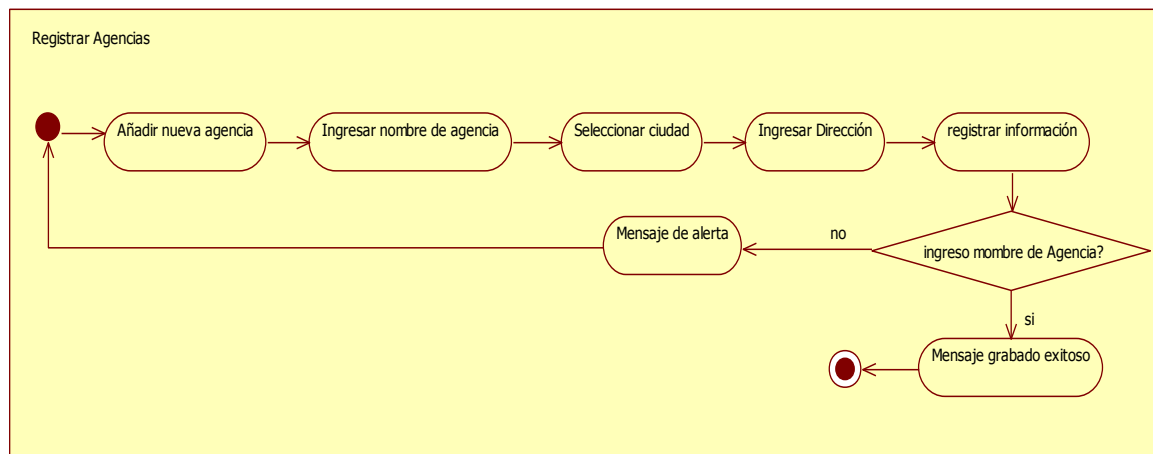 Registrar Agencias
Añadir nueva agencia
Ingresar nombre de agencia
Seleccionar ciudad
Ingresar Dirección
registrar información
Mensaje de alerta
no
ingreso mombre de Agencia?
si
Mensaje grabado exitoso